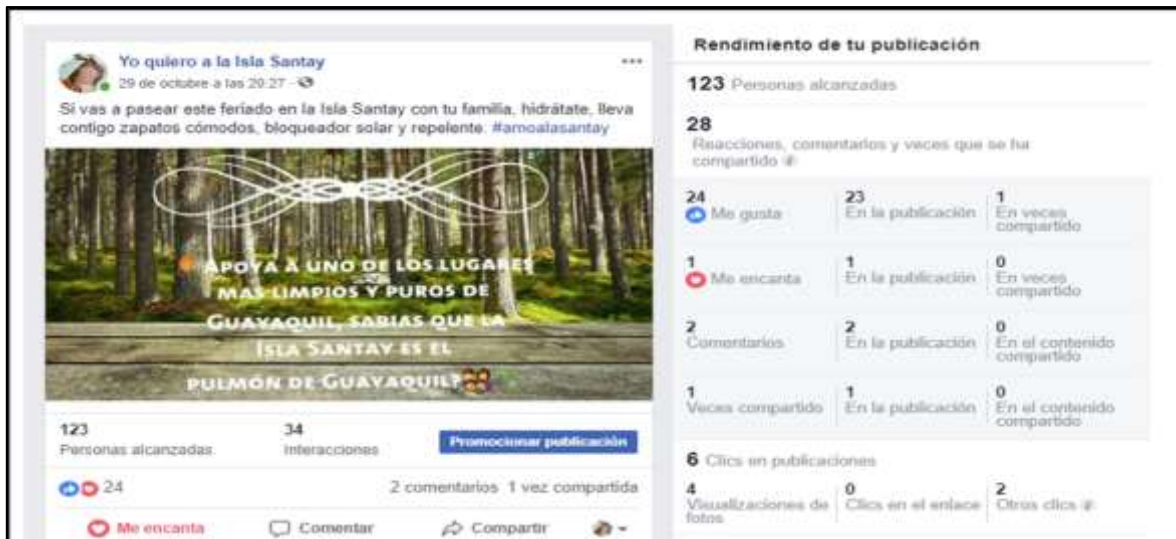 Yo quiero a la Isla Santay
29 de octubre a las 20:27
Si vas a pasear este feriado en la Isla Santay con tu familia, hidrátate, lleva
contigo zapatos cómodos, bloqueador solar y repelente. #amoalasantay
APOYA A UNO DE LOS LUGARES
MAS LIMPIOS Y PUROS DE
GUAYAQUIL, SABIAS QUE LA
ISLA SANTAY ES EL
PULMÓN DE GUAYAQUIL?
123
Personas alcanzadas
34
Interacciones
Promocionar publicación
24
2 comentarios 1 vez compartida
Me encanta
Comentar
Compartir
Rendimiento de tu publicación
123 Personas alcanzadas
28
Reacciones, comentarios y veces que se ha
compartido
24
Me gusta
23
En la publicación
1
En veces
compartido
1
Me encanta
1
En la publicación
0
En veces
compartido
2
Comentarios
2
En la publicación
0
En el contenido
compartido
1
Veces compartido
1
En la publicación
0
En el contenido
compartido
6 Clics en publicaciones
4
Visualizaciones de
fotos
0
Clics en el enlace
2
Otros clics